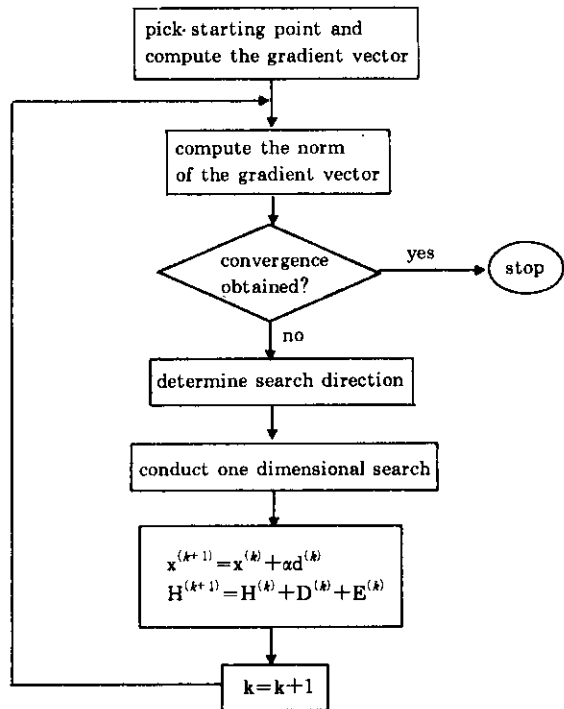 pick-starting point and
compute the gradient vector
compute the norm
of the gradient vector
convergence
obtained?
yes
stop
no
determine search direction
conduct one dimensional search
x^(k+1)=x^(k)+αd^(k)
H^(k+1)=H^(k)+D^(k)+E^(k)
k=k+1